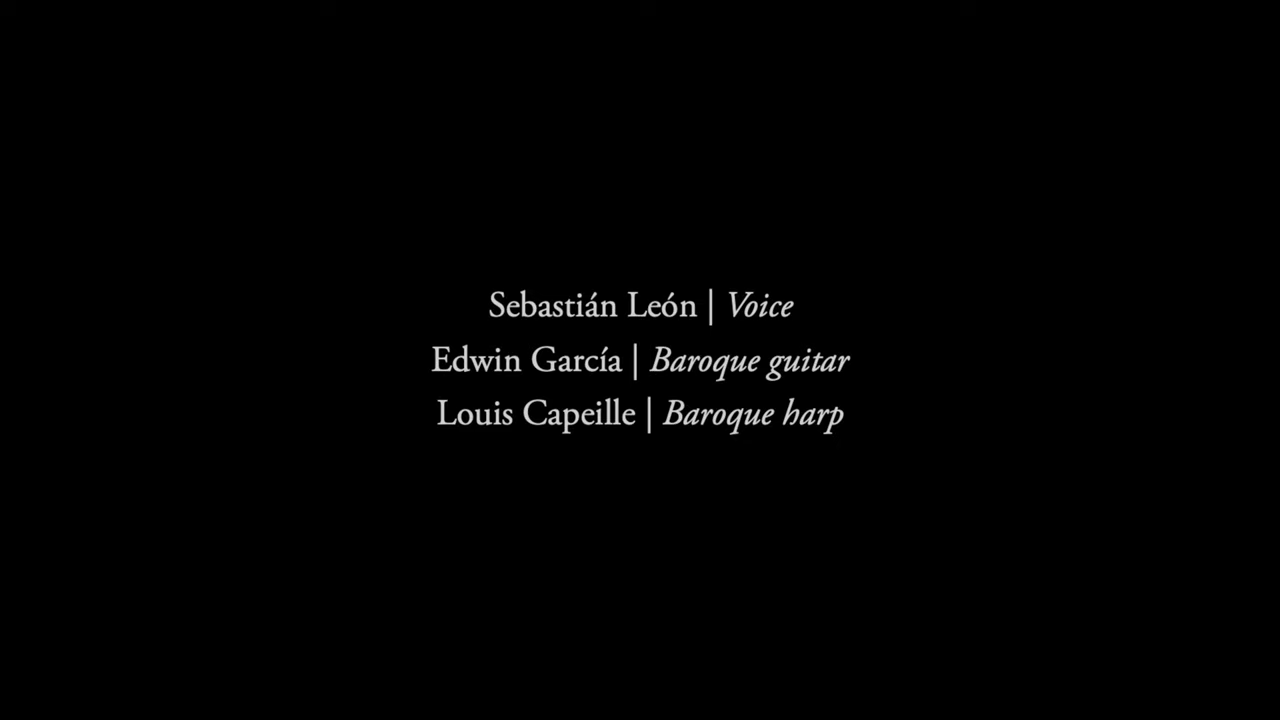 Sebastián León | Voice
Edwin García | Baroque guitar
Louis Capeille | Baroque harp